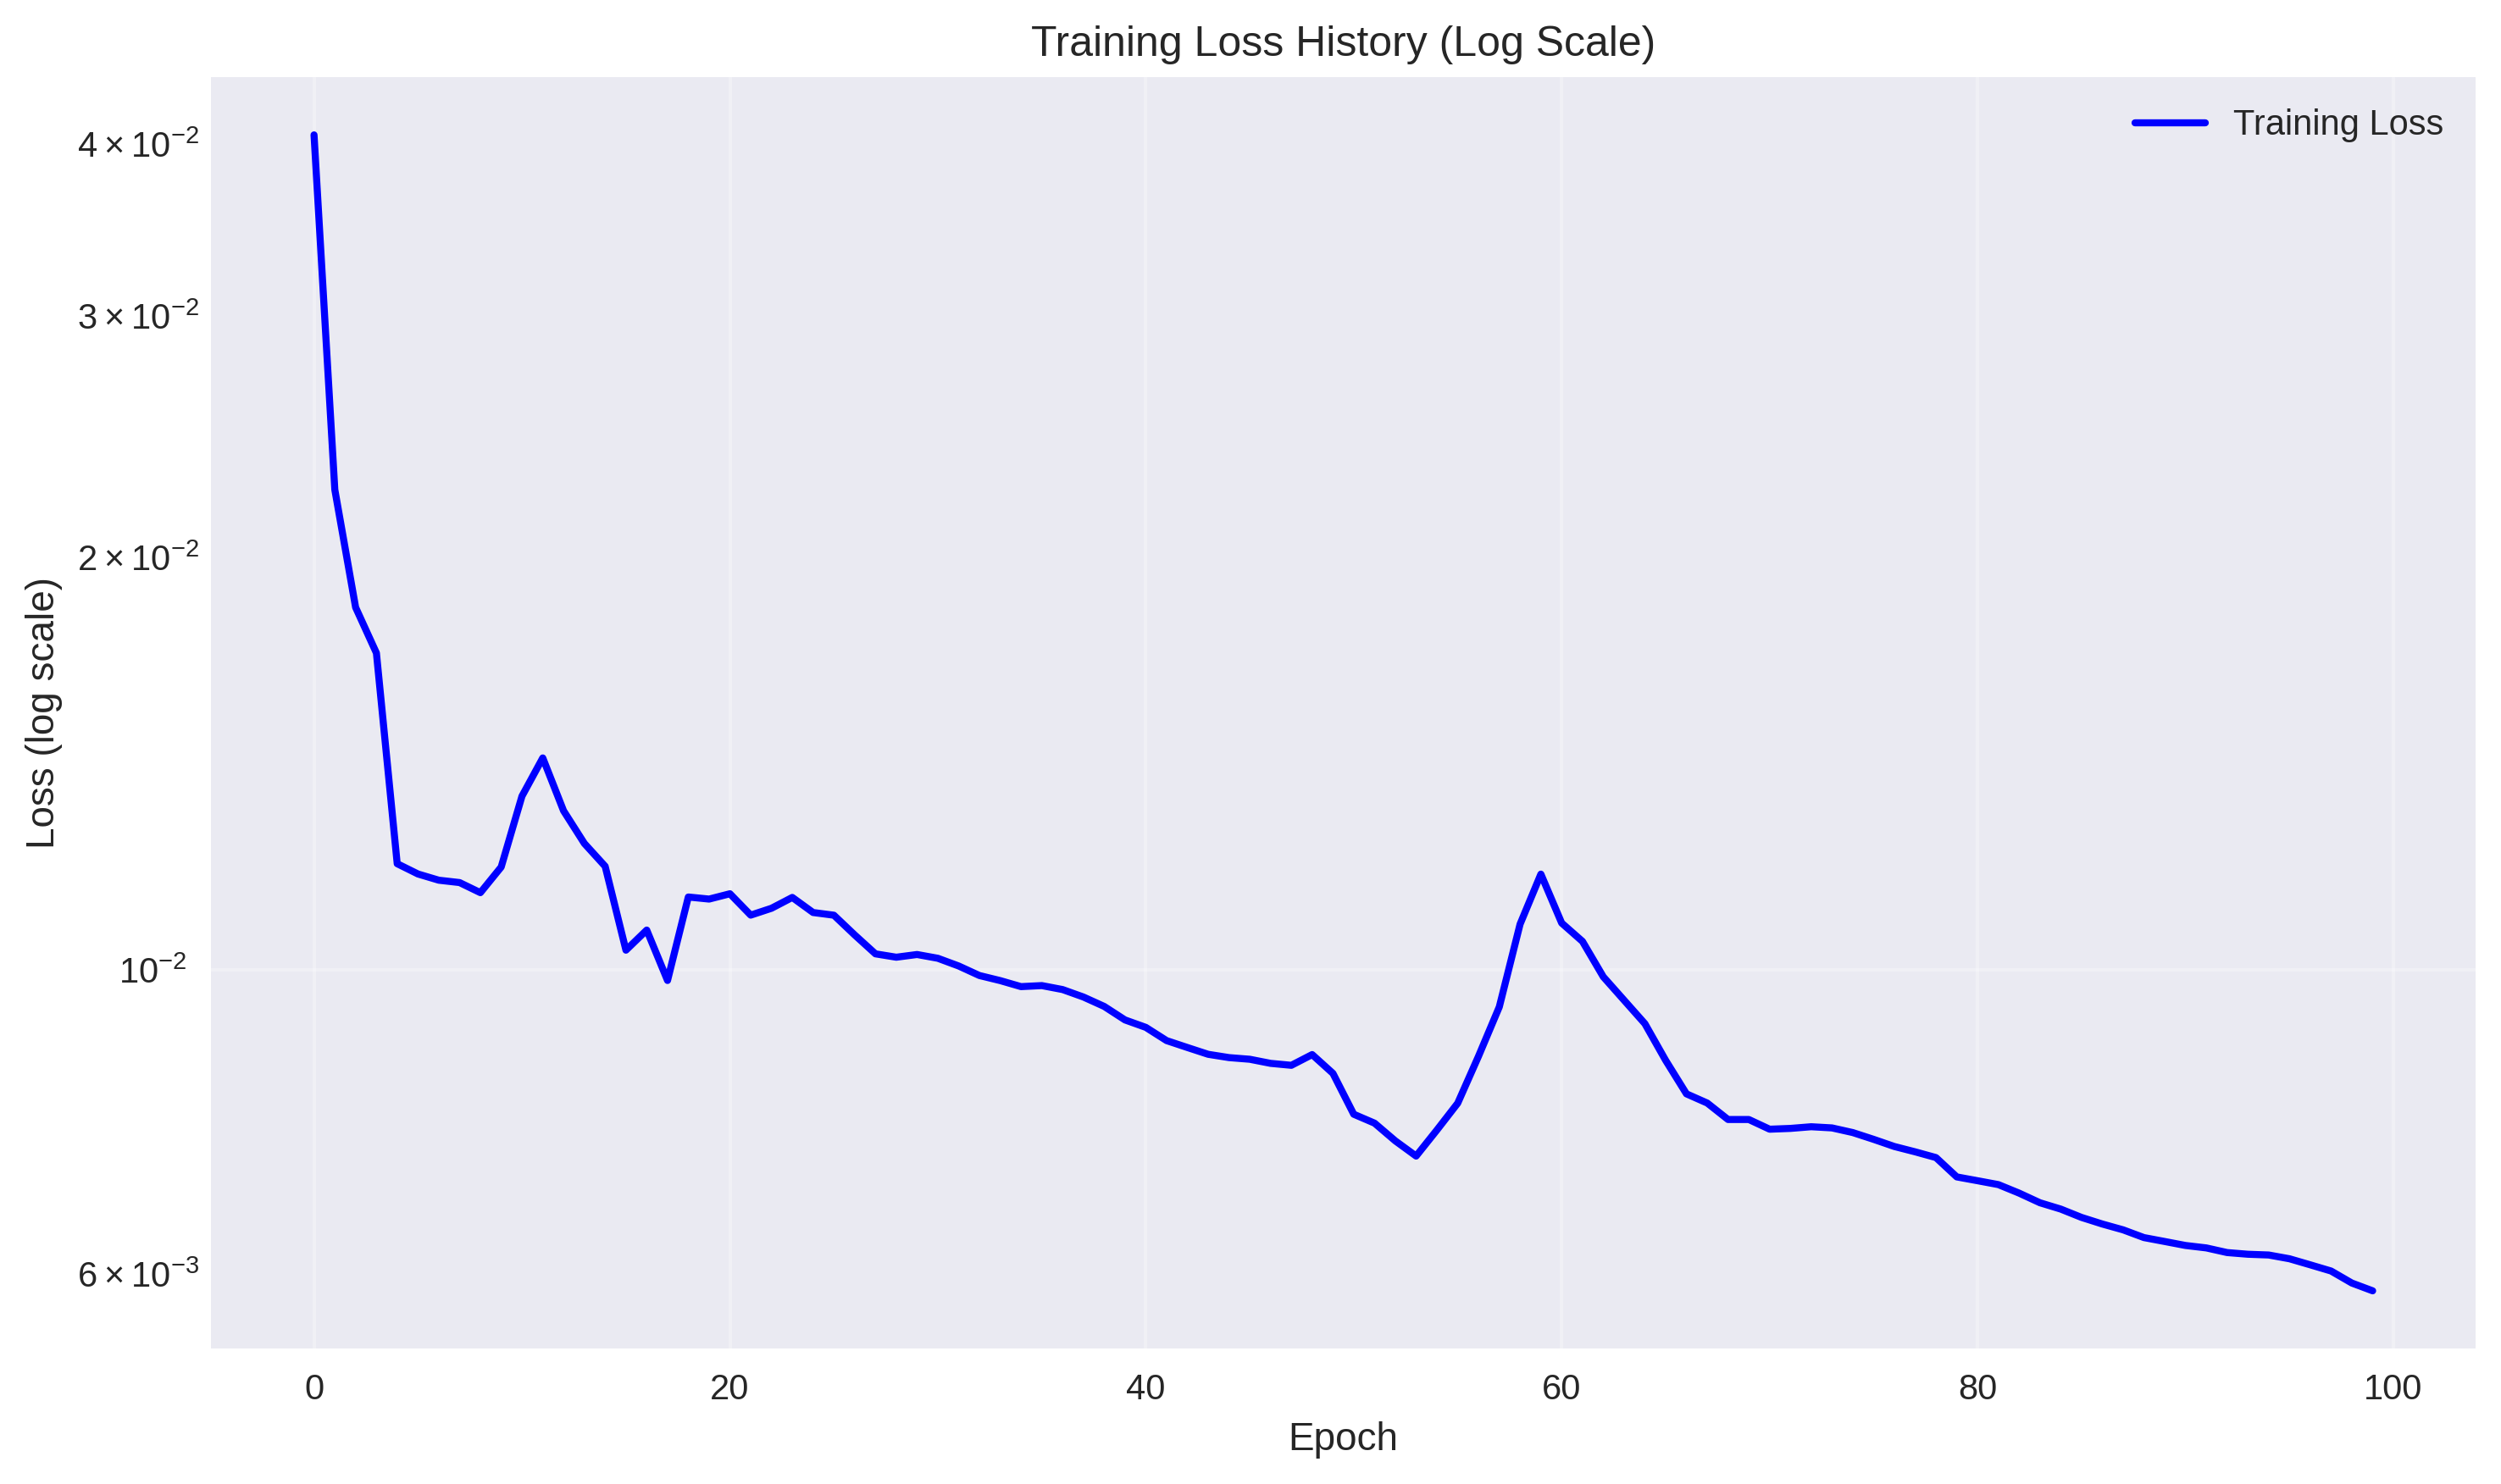 Training Loss History (Log Scale)
Training Loss
4 × 10⁻²
3 × 10⁻²
2 × 10⁻²
10⁻²
6 × 10⁻³
Loss (log scale)
0 20 40 60 80 100
Epoch